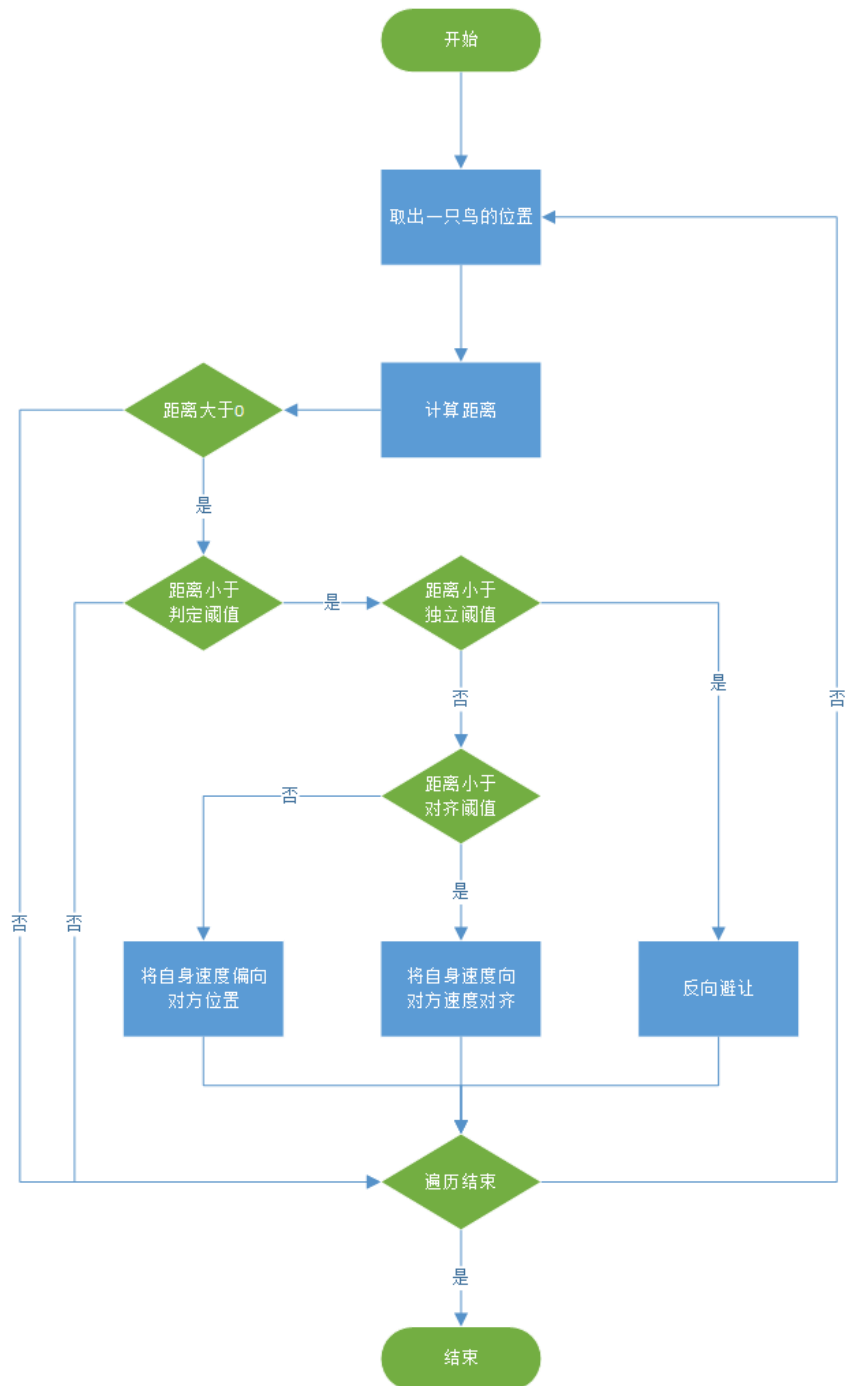 开始
取出一只鸟的位置
距离大于0
计算距离
是
距离小于
判定阈值
是
距离小于
独立阈值
否
是
否
距离小于
对齐阈值
否
是
否
否
将自身速度偏向
对方位置
将自身速度向
对方速度对齐
反向避让
遍历结束
是
结束